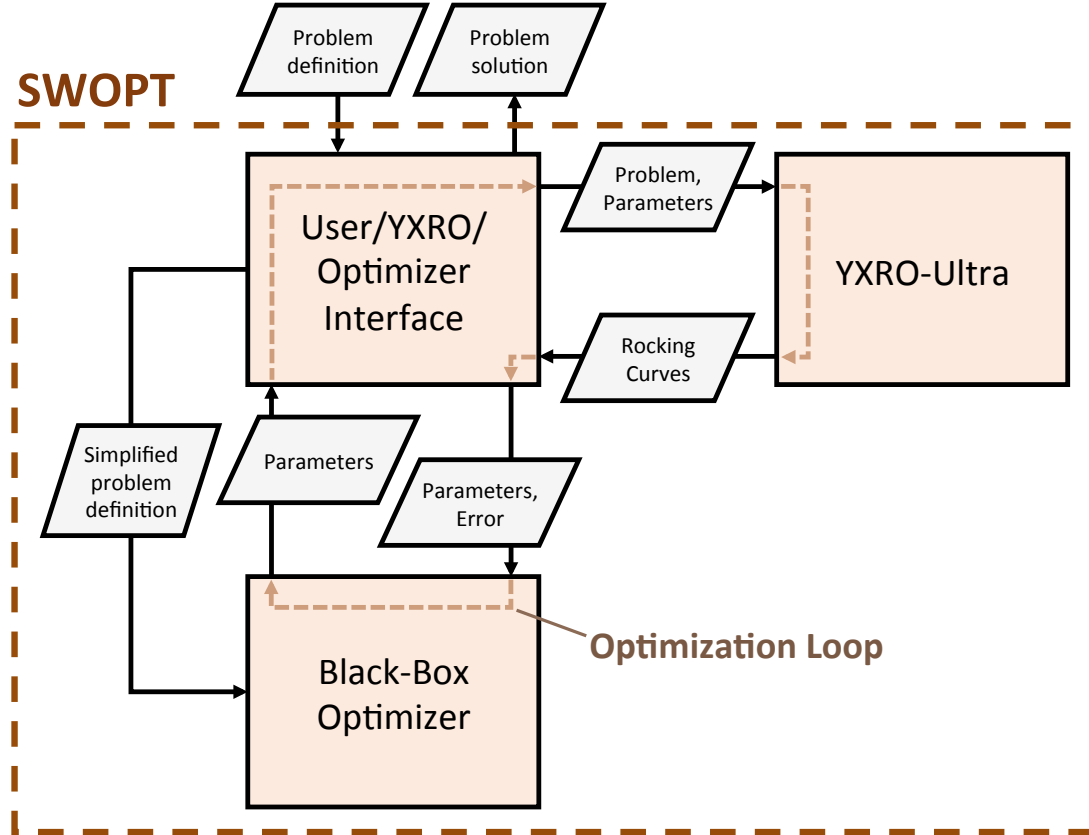 Problem
definition
Problem
solution
SWOPT
Problem,
Parameters
User/YXRO/
Optimizer
Interface
YXRO-Ultra
Rocking
Curves
Simplified
problem
definition
Parameters
Parameters,
Error
Optimization Loop
Black-Box
Optimizer